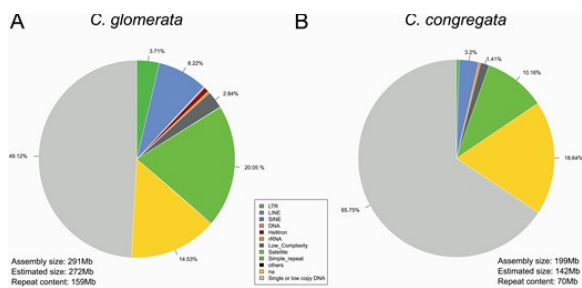 A
C. glomerata
3.71%
8.22%
2.84%
20.05 %
14.53%
49.12%
Assembly size: 291Mb
Estimated size: 272Mb
Repeat content: 159Mb
LTR
LINE
SINE
DNA
Helitron
rRNA
Low_Complexity
Satellite
Simple_repeat
others
na
Single or low copy DNA
B
C. congregata
3.2%
1.41%
10.16%
18.64%
65.75%
Assembly size: 199Mb
Estimated size: 142Mb
Repeat content: 70Mb